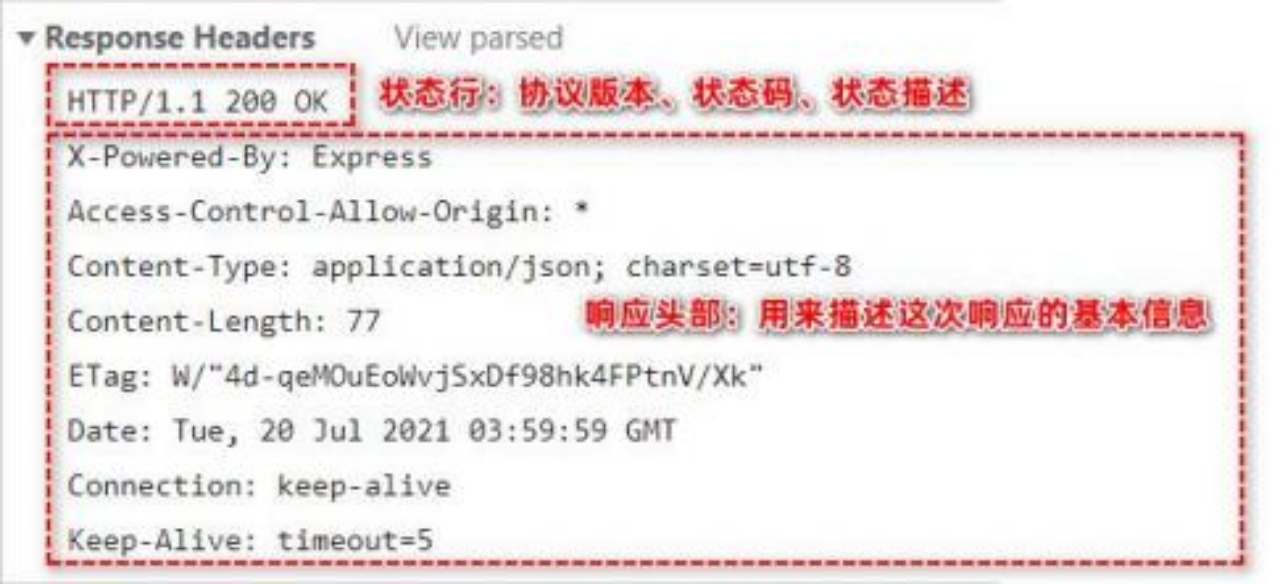 Response Headers View parsed
HTTP/1.1 200 OK 状态行：协议版本、状态码、状态描述
X-Powered-By: Express
Access-Control-Allow-Origin: *
Content-Type: application/json; charset=utf-8
Content-Length: 77 响应头部：用来描述这次响应的基本信息
ETag: W/"4d-qeMOuEoWvjSxDf98hk4FPtnV/Xk"
Date: Tue, 20 Jul 2021 03:59:59 GMT
Connection: keep-alive
Keep-Alive: timeout=5